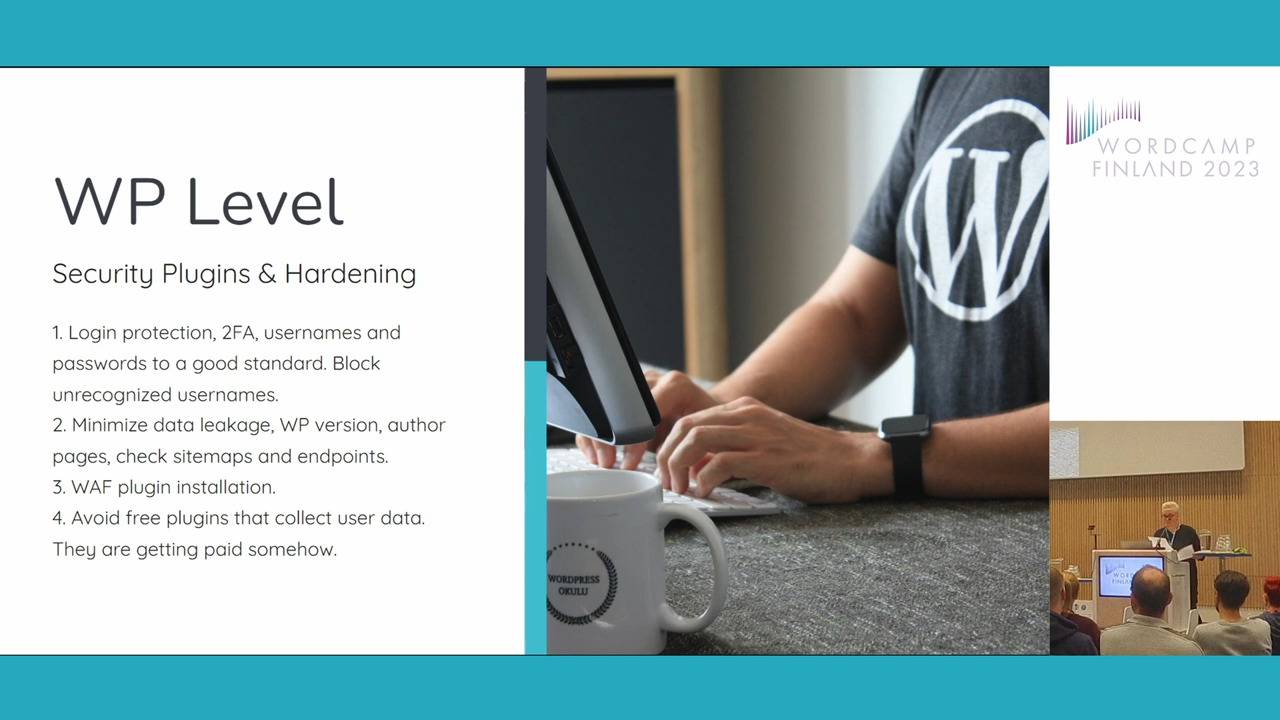 WP Level
Security Plugins & Hardening
1. Login protection, 2FA, usernames and
passwords to a good standard. Block
unrecognized usernames.
2. Minimize data leakage, WP version, author
pages, check sitemaps and endpoints.
3. WAF plugin installation.
4. Avoid free plugins that collect user data.
They are getting paid somehow.
W
WORDPRESS
OKULU
WORDCAMP
FINLAND 2023